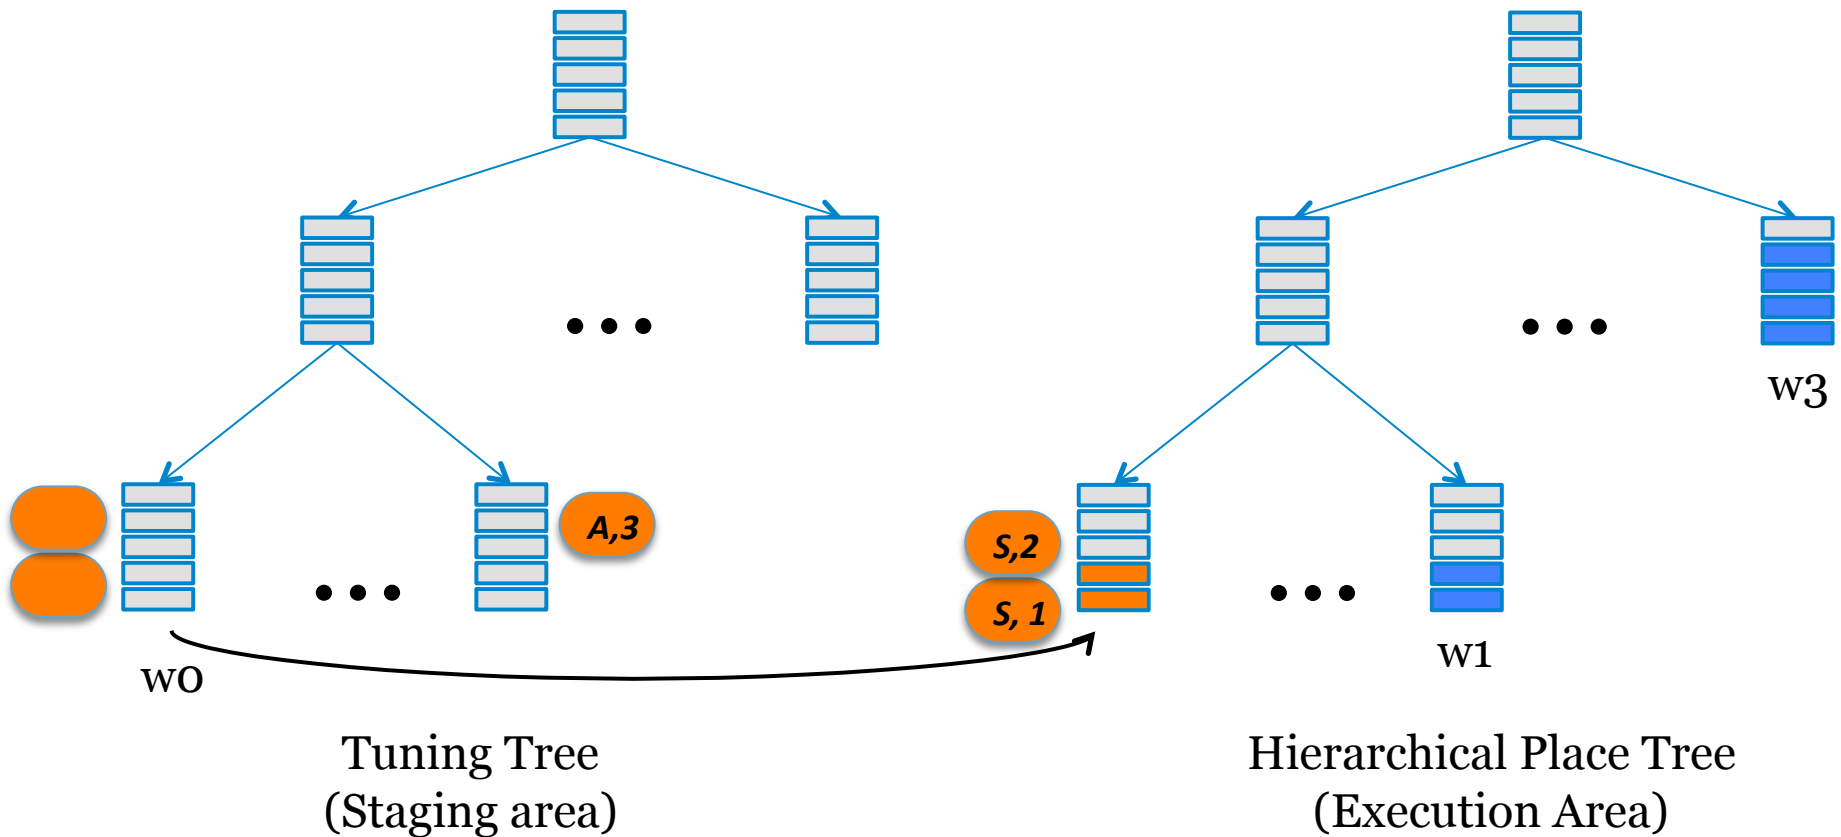 w3
A,3
S,2
S, 1
w0
w1
Tuning Tree
(Staging area)
Hierarchical Place Tree
(Execution Area)